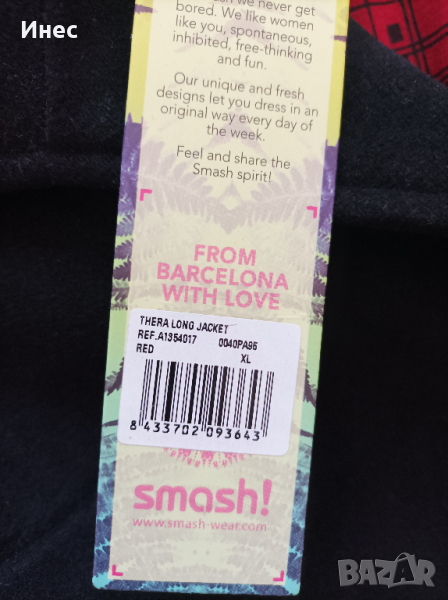 Инес
we never get
bored. We like women
like you, spontaneous,
inhibited, free-thinking
and fun.
Our unique and fresh
designs let you dress in an
original way every day of
the week.
Feel and share the
Smash spirit!
FROM
BARCELONA
WITH LOVE
THERA LONG JACKET
REF.A1354017 0040PA95
RED XL
8 433702 093643
smash!
www.smash-wear.com
BAZAR